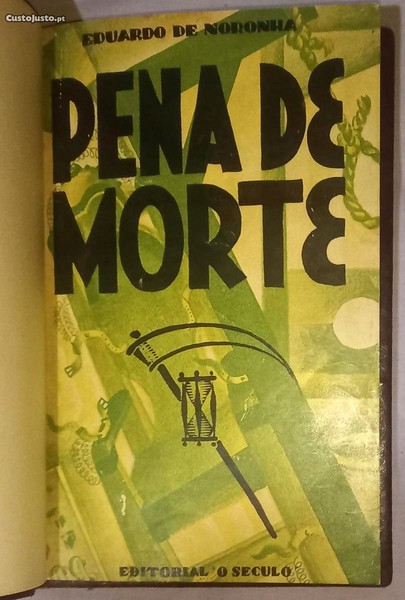 CustoJusto.pt
EDUARDO DE NORONHA
PENA DE
MORTE
EDITORIAL 'O SECULO